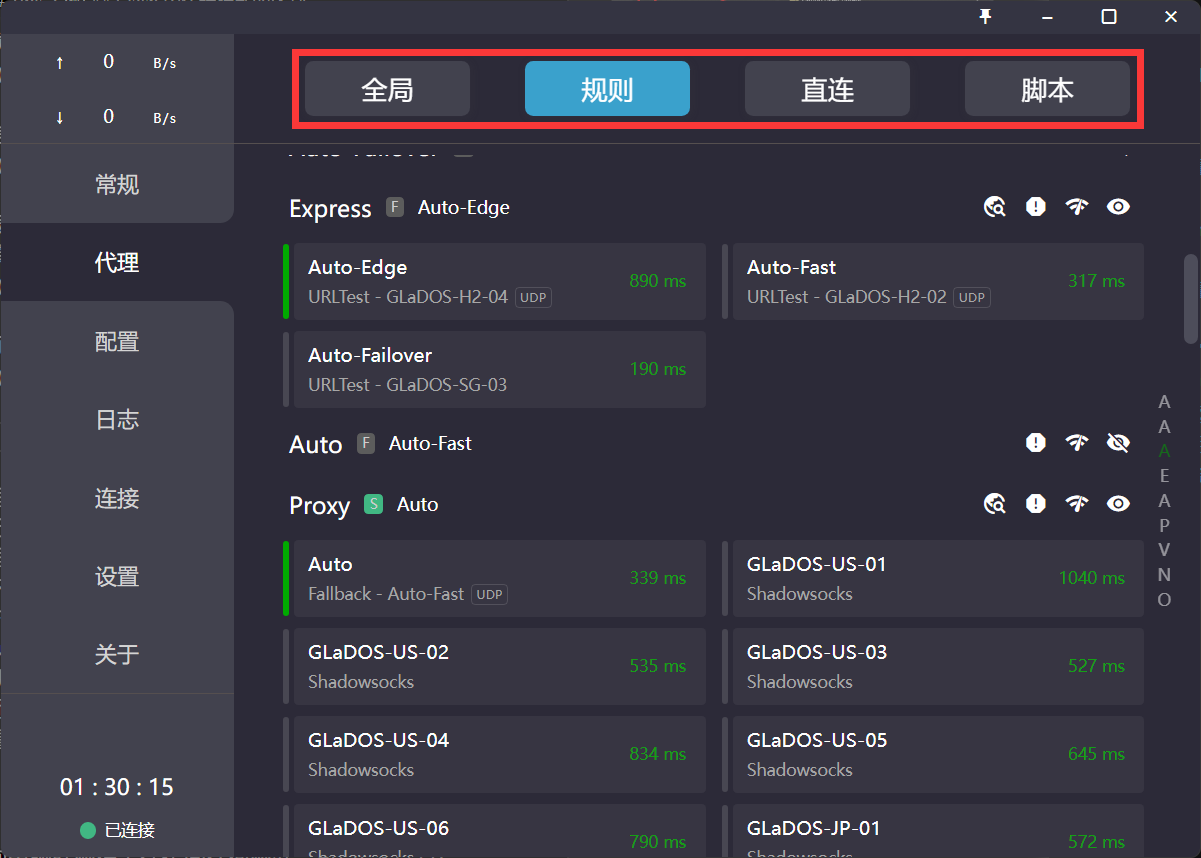 ↑ 0 B/s
↓ 0 B/s
常规
代理
配置
日志
连接
设置
关于
01 : 30 : 15
已连接
全局 规则 直连 脚本
Auto-Failover
Express F Auto-Edge
Auto-Edge
URLTest - GLaDOS-H2-04 UDP
890 ms
Auto-Fast
URLTest - GLaDOS-H2-02 UDP
317 ms
Auto-Failover
URLTest - GLaDOS-SG-03
190 ms
Auto F Auto-Fast
Proxy S Auto
Auto
Fallback - Auto-Fast UDP
339 ms
GLaDOS-US-01
Shadowsocks
1040 ms
GLaDOS-US-02
Shadowsocks
535 ms
GLaDOS-US-03
Shadowsocks
527 ms
GLaDOS-US-04
Shadowsocks
834 ms
GLaDOS-US-05
Shadowsocks
645 ms
GLaDOS-US-06
Shadowsocks
790 ms
GLaDOS-JP-01
Shadowsocks
572 ms
A
A
A
E
A
P
V
N
O